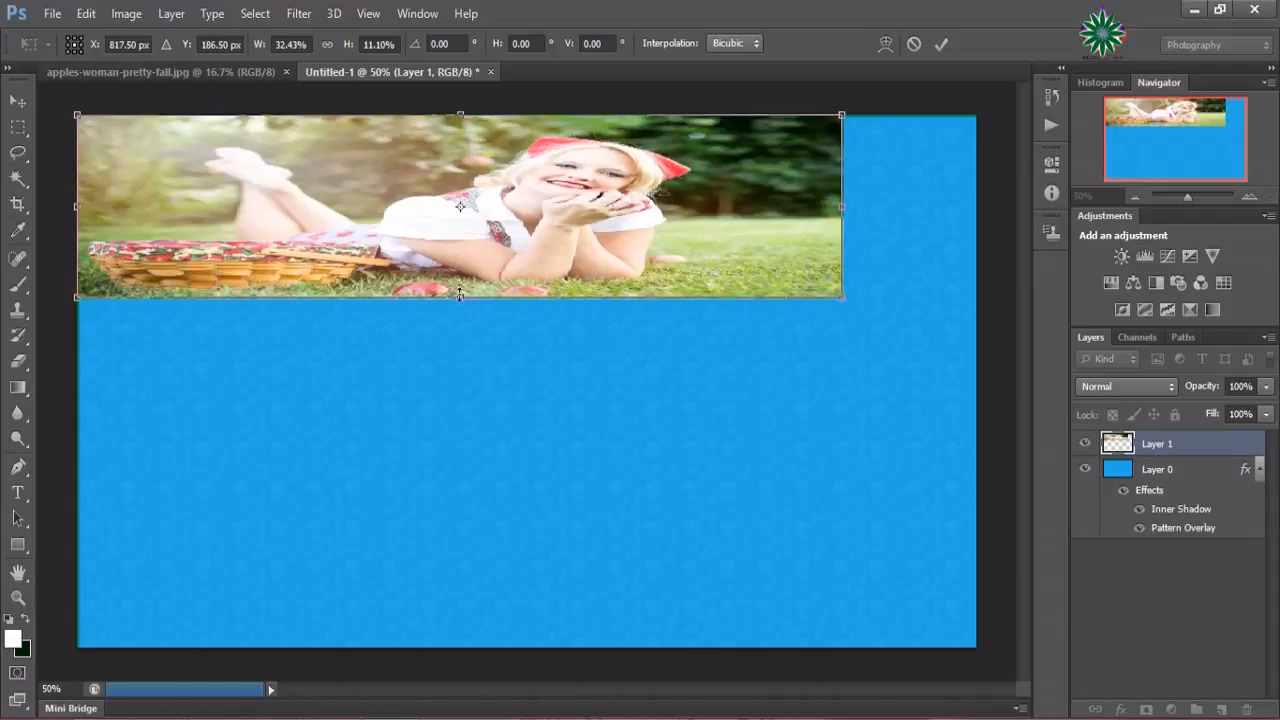 Ps File Edit Image Layer Type Select Filter 3D View Window Help
X: 817.50 px Y: 186.50 px W: 32.43% H: 11.10% 0.00 ° H: 0.00 ° V: 0.00 ° Interpolation: Bicubic Photography
apples-woman-pretty-fall.jpg @ 16.7% (RGB/8) × Untitled-1 @ 50% (Layer 1, RGB/8) * ×
Histogram Navigator
50%
Adjustments
Add an adjustment
Layers Channels Paths
Kind
Normal Opacity: 100%
Lock: Fill: 100%
Layer 1
Layer 0 fx
Effects
Inner Shadow
Pattern Overlay
50%
Mini Bridge